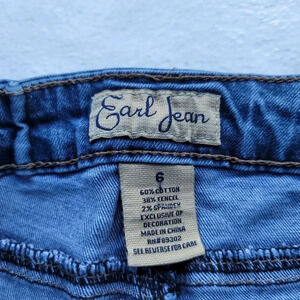 Earl Jean
6
60% COTTON
38% TENCEL
2% SPANDEX
EXCLUSIVE OF
DECORATION
MADE IN CHINA
RN#89302
SEE REVERSE FOR CARE